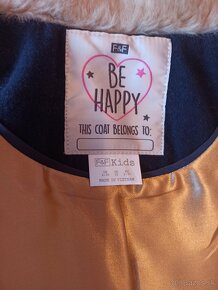 F&F
BE
HAPPY
THIS COAT BELONGS TO:
F&F Kids
MADE IN VIETNAM